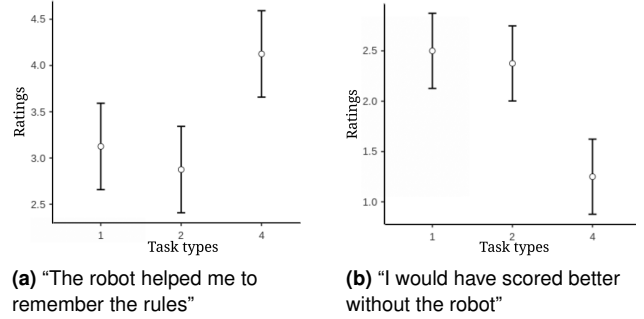 4.5
4.0
3.5
3.0
2.5
Ratings
1 2 4
Task types
(a) “The robot helped me to
remember the rules”
2.5
2.0
1.5
1.0
Ratings
1 2 4
Task types
(b) “I would have scored better
without the robot”